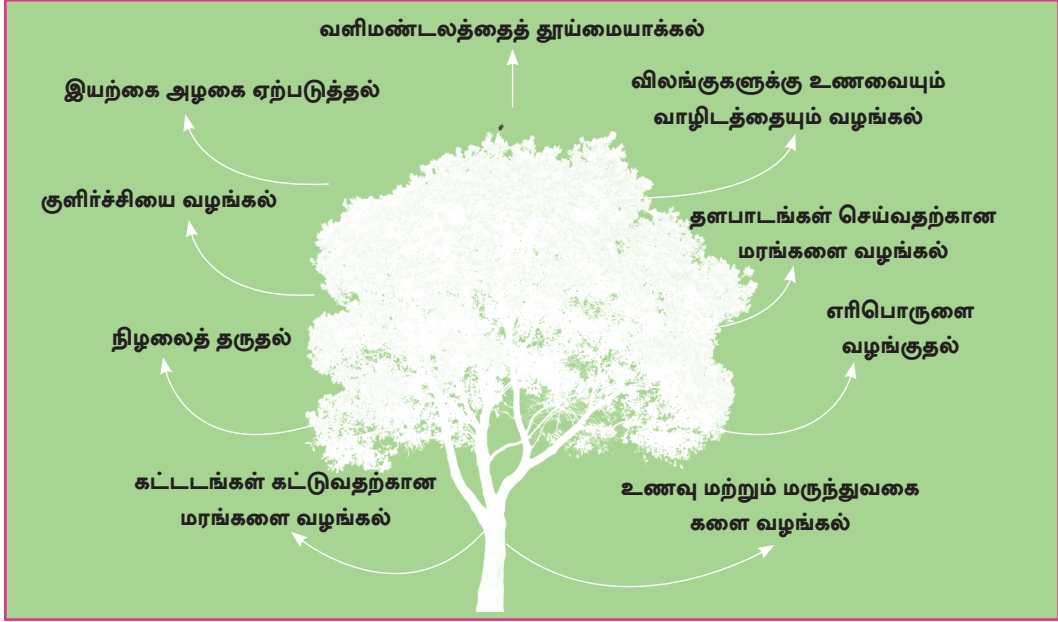 வளிமண்டலத்தைத் தூய்மையாக்கல்
இயற்கை அழகை ஏற்படுத்தல்
விலங்குகளுக்கு உணவையும்
வாழிடத்தையும் வழங்கல்
குளிர்ச்சியை வழங்கல்
தளபாடங்கள் செய்வதற்கான
மரங்களை வழங்கல்
நிழலைத் தருதல்
எரிபொருளை
வழங்குதல்
கட்டடங்கள் கட்டுவதற்கான
மரங்களை வழங்கல்
உணவு மற்றும் மருந்துவகை
களை வழங்கல்